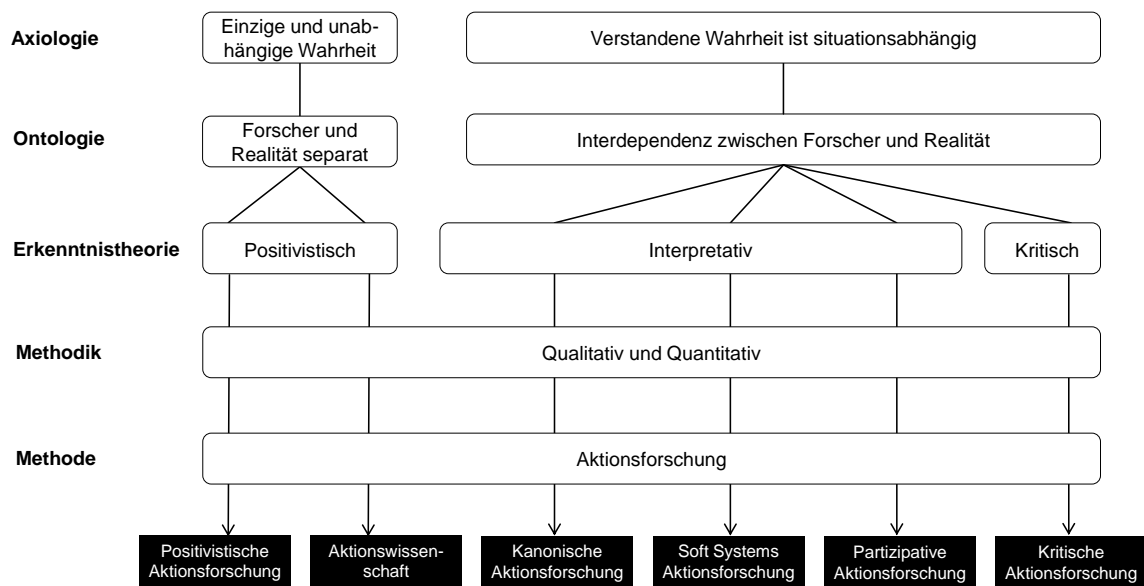 Axiologie
Einzige und unab-
hängige Wahrheit
Verstandene Wahrheit ist situationsabhängig
Ontologie
Forscher und
Realität separat
Interdependenz zwischen Forscher und Realität
Erkenntnistheorie
Positivistisch
Interpretativ
Kritisch
Methodik
Qualitativ und Quantitativ
Methode
Aktionsforschung
Positivistische
Aktionsforschung
Aktionswissen-
schaft
Kanonische
Aktionsforschung
Soft Systems
Aktionsforschung
Partizipative
Aktionsforschung
Kritische
Aktionsforschung